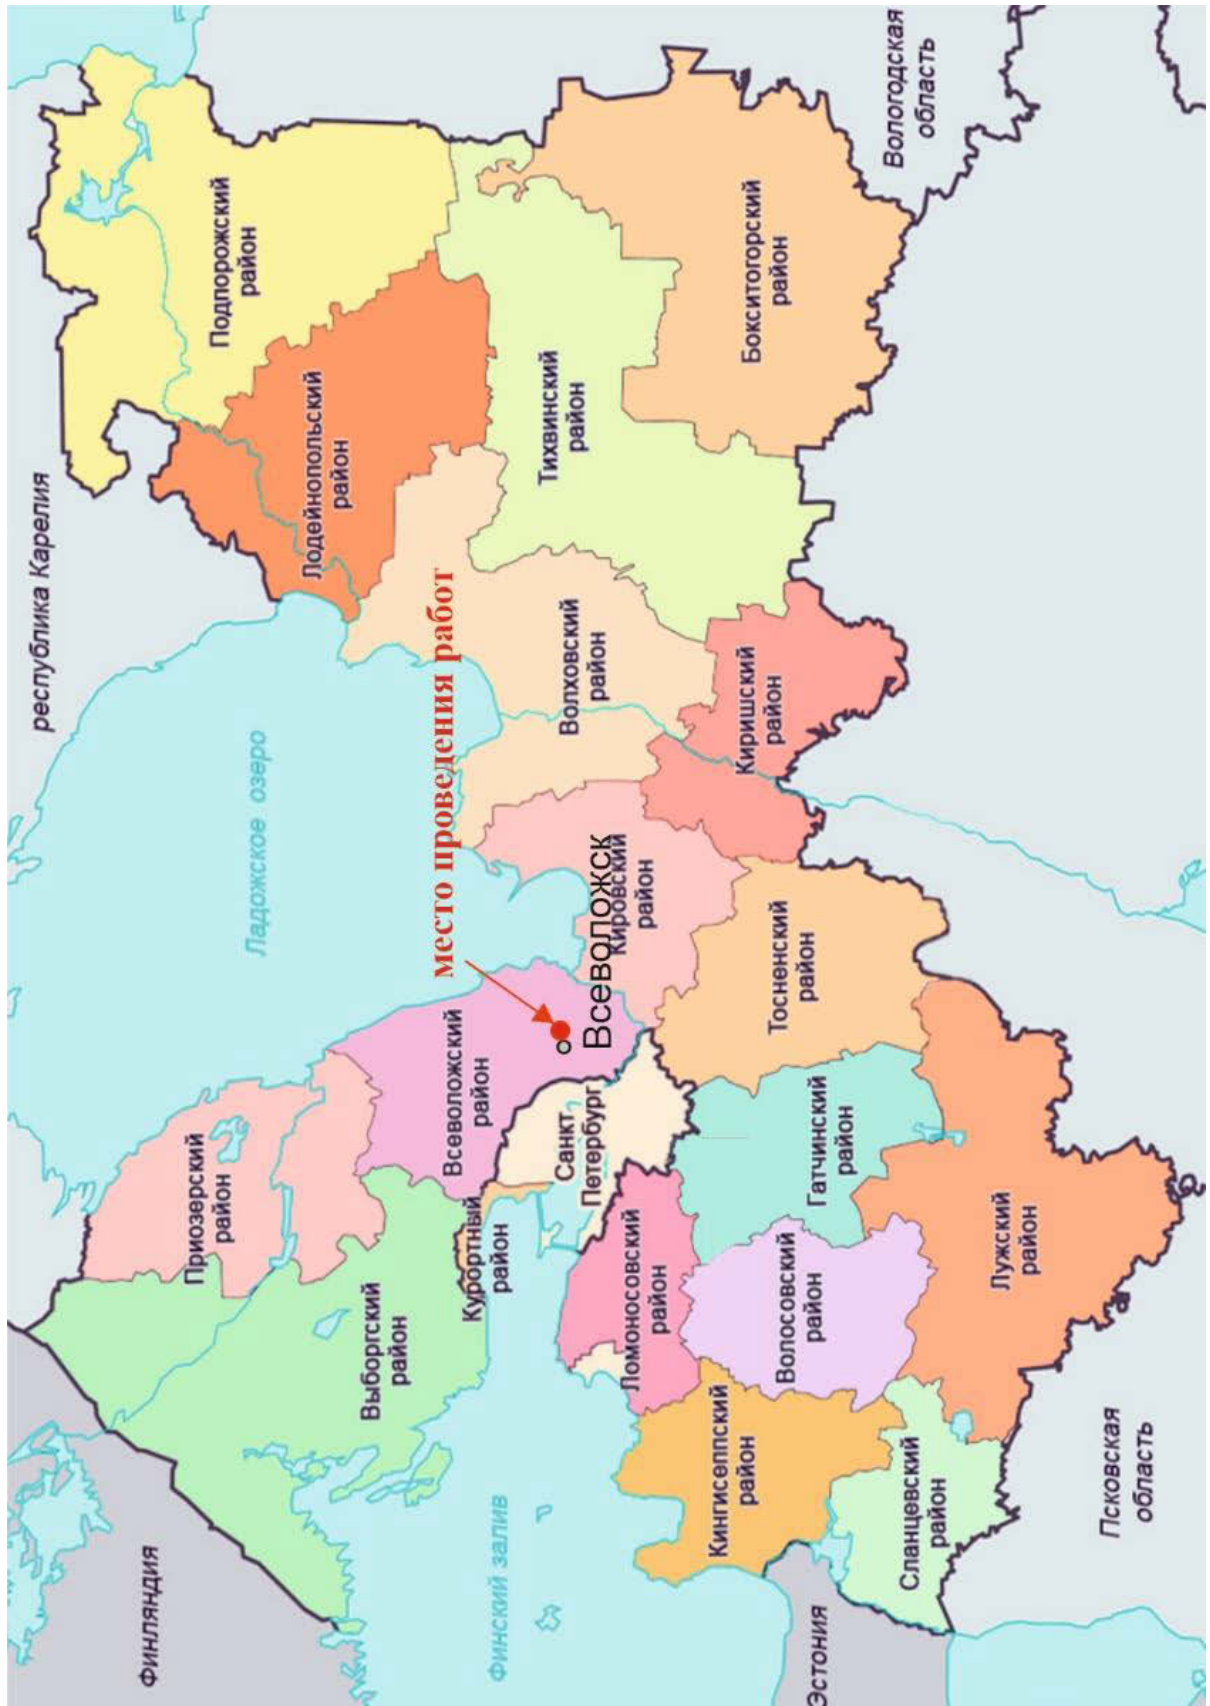 республика Карелия
Подпорожский
район
Лодейнопольский
район
Вологодская
область
Бокситогорский
район
Тихвинский
район
Ладожское озеро
место проведения работ
Волховский
район
Киришский
район
Кировский
район
Всеволожск
Тосненский
район
Всеволожский
район
Приозерский
район
Санкт
Петербург
Курортный
район
Выборгский
район
Гатчинский
район
Лужский
район
Ломоносовский
район
Волосовский
район
Кингисеппский
район
Сланцевский
район
Финляндия
Финский залив
Эстония
Псковская
область